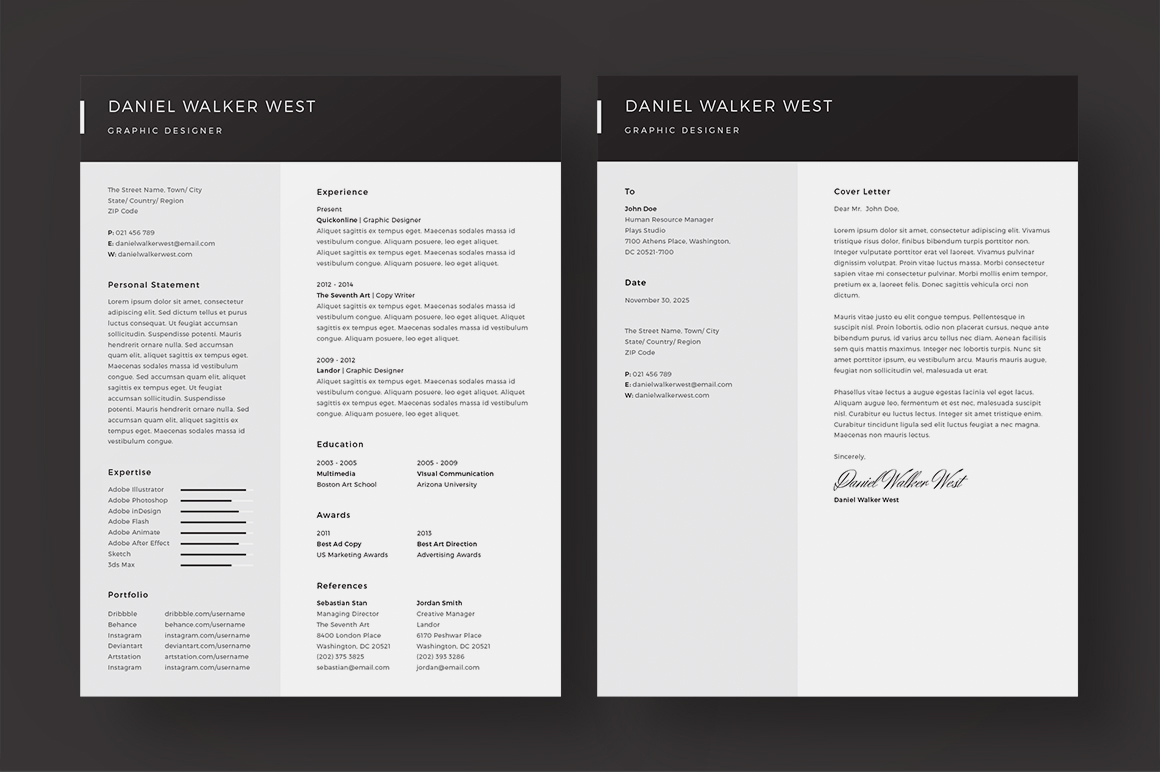 DANIEL WALKER WEST
GRAPHIC DESIGNER
The Street Name, Town/ City
State/ Country/ Region
ZIP Code
P: 021 456 789
E: danielwalkerwest@email.com
W: danielwalkerwest.com
Personal Statement
Lorem ipsum dolor sit amet, consectetur
adipiscing elit. Sed dictum tellus et purus
luctus consequat. Ut feugiat accumsan
sollicitudin. Suspendisse potenti. Mauris
hendrerit ornare nulla. Sed accumsan
quam elit, aliquet sagittis ex tempus eget.
Maecenas sodales massa id vestibulum
congue. Sed accumsan quam elit, aliquet
sagittis ex tempus eget. Ut feugiat
accumsan sollicitudin. Suspendisse
potenti. Mauris hendrerit ornare nulla. Sed
accumsan quam elit, aliquet sagittis ex
tempus eget. Maecenas sodales massa id
vestibulum congue.
Expertise
Adobe Illustrator
Adobe Photoshop
Adobe inDesign
Adobe Flash
Adobe Animate
Adobe After Effect
Sketch
3ds Max
Portfolio
Dribbble dribbble.com/username
Behance behance.com/username
Instagram instagram.com/username
Deviantart deviantart.com/username
Artstation artstation.com/username
Instagram instagram.com/username
Experience
Present
Quickonline | Graphic Designer
Aliquet sagittis ex tempus eget. Maecenas sodales massa id
vestibulum congue. Aliquam posuere, leo eget aliquet.
Aliquet sagittis ex tempus eget. Maecenas sodales massa id
vestibulum congue. Aliquam posuere, leo eget aliquet.
2012 - 2014
The Seventh Art | Copy Writer
Aliquet sagittis ex tempus eget. Maecenas sodales massa id
vestibulum congue. Aliquam posuere, leo eget aliquet. Aliquet
sagittis ex tempus eget. Maecenas sodales massa id vestibulum
congue. Aliquam posuere, leo eget aliquet.
2009 - 2012
Landor | Graphic Designer
Aliquet sagittis ex tempus eget. Maecenas sodales massa id
vestibulum congue. Aliquam posuere, leo eget aliquet. Aliquet
sagittis ex tempus eget. Maecenas sodales massa id vestibulum
congue. Aliquam posuere, leo eget aliquet.
Education
2003 - 2005 2005 - 2009
Multimedia Visual Communication
Boston Art School Arizona University
Awards
2011 2013
Best Ad Copy Best Art Direction
US Marketing Awards Advertising Awards
References
Sebastian Stan Jordan Smith
Managing Director Creative Manager
The Seventh Art Landor
8400 London Place 6170 Peshwar Place
Washington, DC 20521 Washington, DC 20521
(202) 375 3825 (202) 393 3286
sebastian@email.com jordan@email.com
DANIEL WALKER WEST
GRAPHIC DESIGNER
To
John Doe
Human Resource Manager
Plays Studio
7100 Athens Place, Washington,
DC 20521-7100
Date
November 30, 2025
The Street Name, Town/ City
State/ Country/ Region
ZIP Code
P: 021 456 789
E: danielwalkerwest@email.com
W: danielwalkerwest.com
Cover Letter
Dear Mr. John Doe,
Lorem ipsum dolor sit amet, consectetur adipiscing elit. Vivamus
tristique risus dolor, finibus bibendum turpis porttitor non.
Integer vulputate porttitor erat vel laoreet. Vivamus pulvinar
dignissim volutpat. Proin vitae luctus massa. Morbi consectetur
sapien vitae mi consectetur pulvinar. Morbi mollis enim tempor,
pretium ex a, laoreet felis. Donec sagittis vehicula orci non
dictum.
Mauris vitae justo eu elit congue tempus. Pellentesque in
suscipit nisl. Proin lobortis, odio non placerat cursus, neque ante
bibendum purus, id varius arcu tellus nec diam. Aenean facilisis
sem quis mattis maximus. Integer nec lobortis turpis. Nunc sit
amet porttitor ipsum, eu vestibulum arcu. Mauris mauris augue,
feugiat non sollicitudin vel, malesuada ut erat.
Phasellus vitae lectus a augue egestas lacinia vel eget lacus.
Aliquam augue leo, fermentum et est nec, malesuada suscipit
nisl. Curabitur eu luctus lectus. Integer sit amet tristique enim.
Curabitur tincidunt ligula sed elit luctus feugiat a nec magna.
Maecenas non mauris lectus.
Sincerely,
Daniel Walker West
Daniel Walker West